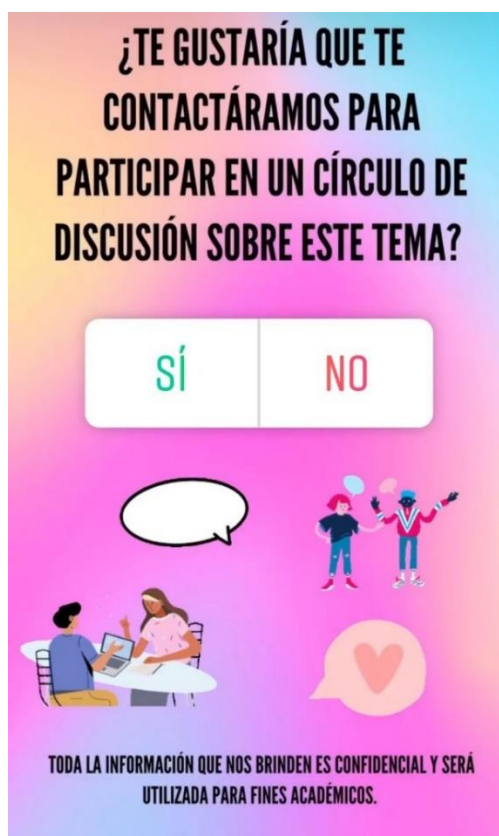 ¿TE GUSTARÍA QUE TE
CONTACTÁRAMOS PARA
PARTICIPAR EN UN CÍRCULO DE
DISCUSIÓN SOBRE ESTE TEMA?
SÍ NO
TODA LA INFORMACIÓN QUE NOS BRINDEN ES CONFIDENCIAL Y SERÁ
UTILIZADA PARA FINES ACADÉMICOS.